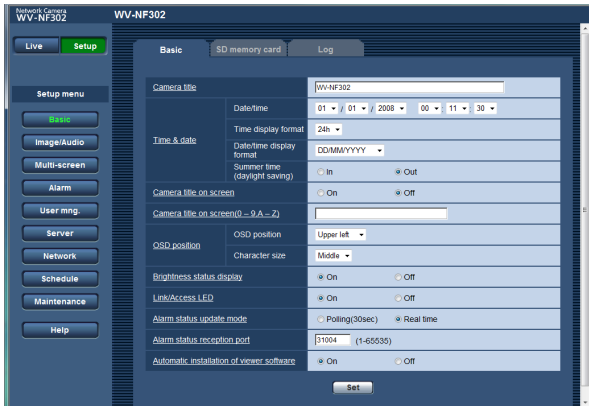 Network Camera
WV-NF302
WV-NF302
Live Setup
Basic SD memory card Log
Setup menu
Basic
Image/Audio
Multi-screen
Alarm
User mng.
Server
Network
Schedule
Maintenance
Help
Camera title WV-NF302
Time & date
Date/time 01 / 01 / 2008 00 : 11 : 30
Time display format 24h
Date/time display format DD/MM/YYYY
Summer time (daylight saving) In Out
Camera title on screen On Off
Camera title on screen(0 – 9,A – Z)
OSD position
OSD position Upper left
Character size Middle
Brightness status display On Off
Link/Access LED On Off
Alarm status update mode Polling(30sec) Real time
Alarm status reception port 31004 (1-65535)
Automatic installation of viewer software On Off
Set